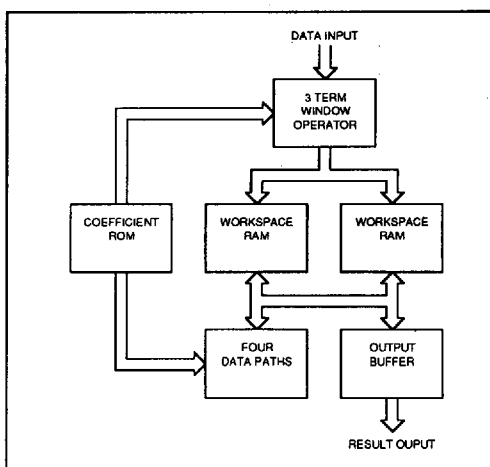 DATA INPUT
3 TERM
WINDOW
OPERATOR
COEFFICIENT
ROM
WORKSPACE
RAM
WORKSPACE
RAM
FOUR
DATA PATHS
OUTPUT
BUFFER
RESULT OUPUT